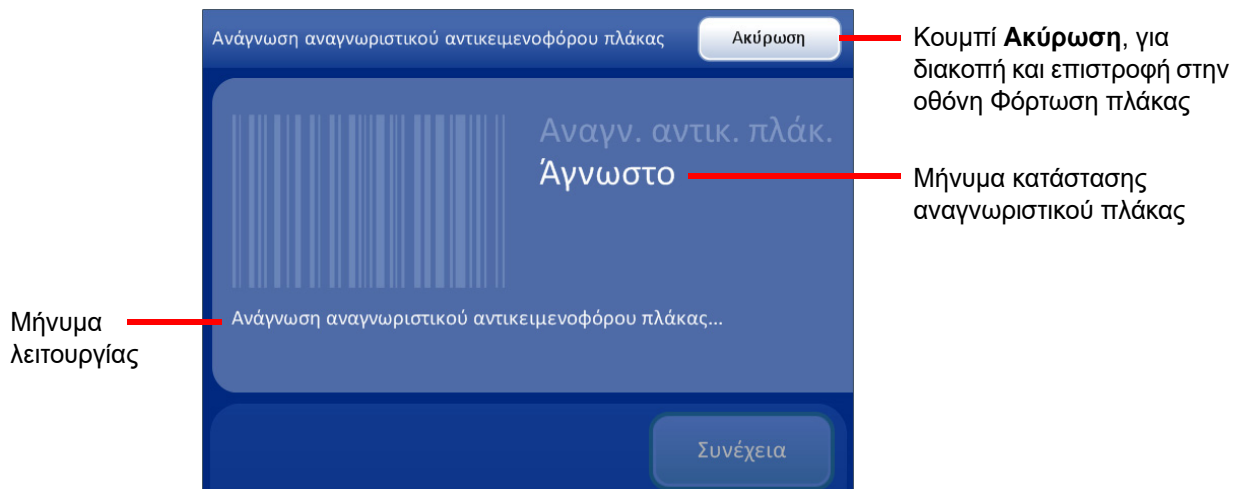 Ανάγνωση αναγνωριστικού αντικειμενοφόρου πλάκας
Ακύρωση
Κουμπί Ακύρωση, για
διακοπή και επιστροφή στην
οθόνη Φόρτωση πλάκας
Αναγν. αντικ. πλάκ.
Άγνωστο
Μήνυμα κατάστασης
αναγνωριστικού πλάκας
Μήνυμα
λειτουργίας
Ανάγνωση αναγνωριστικού αντικειμενοφόρου πλάκας...
Συνέχεια